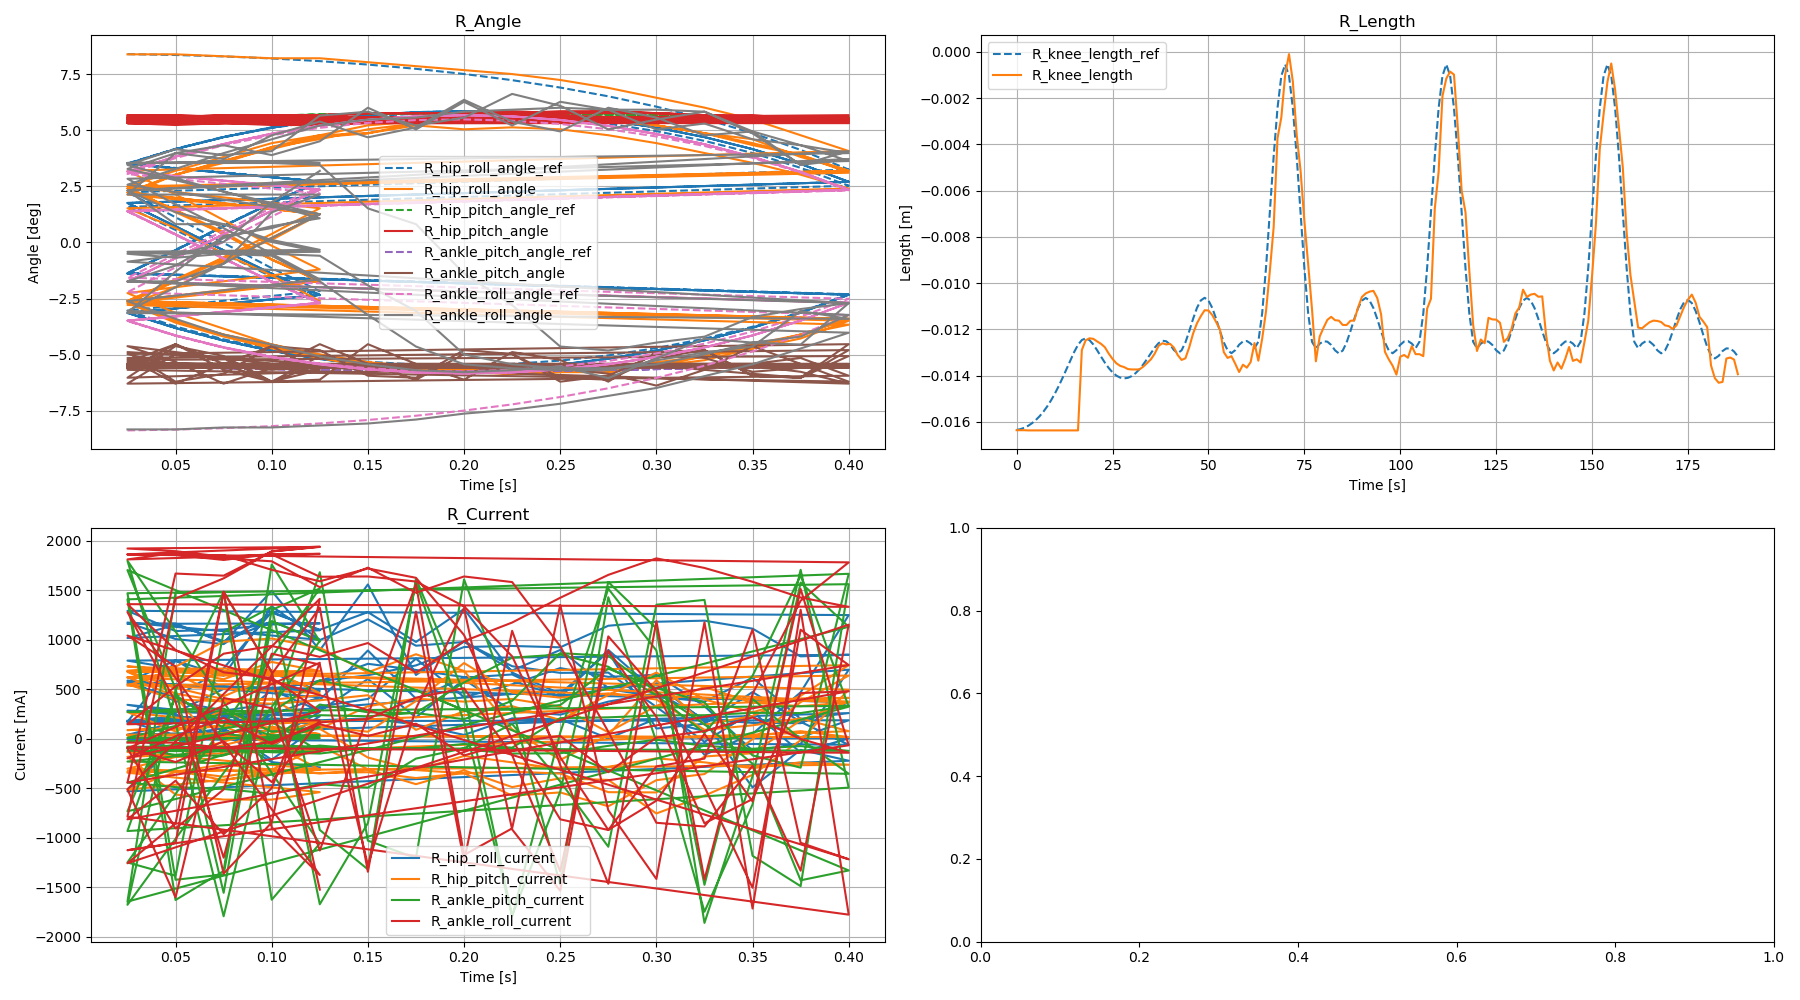 R_Angle
7.5
5.0
2.5
0.0
−2.5
−5.0
−7.5
Angle [deg]
R_hip_roll_angle_ref
R_hip_roll_angle
R_hip_pitch_angle_ref
R_hip_pitch_angle
R_ankle_pitch_angle_ref
R_ankle_pitch_angle
R_ankle_roll_angle_ref
R_ankle_roll_angle
0.05 0.10 0.15 0.20 0.25 0.30 0.35 0.40
Time [s]
R_Length
0.000
−0.002
−0.004
−0.006
−0.008
−0.010
−0.012
−0.014
−0.016
Length [m]
R_knee_length_ref
R_knee_length
0 25 50 75 100 125 150 175
Time [s]
R_Current
2000
1500
1000
500
0
−500
−1000
−1500
−2000
Current [mA]
R_hip_roll_current
R_hip_pitch_current
R_ankle_pitch_current
R_ankle_roll_current
0.05 0.10 0.15 0.20 0.25 0.30 0.35 0.40
Time [s]
1.0
0.8
0.6
0.4
0.2
0.0
0.0 0.2 0.4 0.6 0.8 1.0